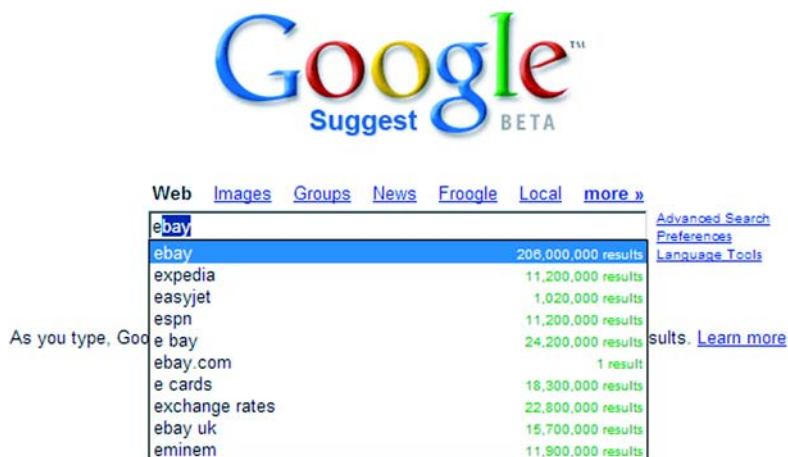 Google™
Suggest BETA
Web Images Groups News Froogle Local more »
ebay
Advanced Search
Preferences
Language Tools
ebay 206,000,000 results
expedia 11,200,000 results
easyjet 1,020,000 results
espn 11,200,000 results
As you type, Goo
e bay 24,200,000 results
sults. Learn more
ebay.com 1 result
e cards 18,300,000 results
exchange rates 22,800,000 results
ebay uk 15,700,000 results
eminem 11,900,000 results